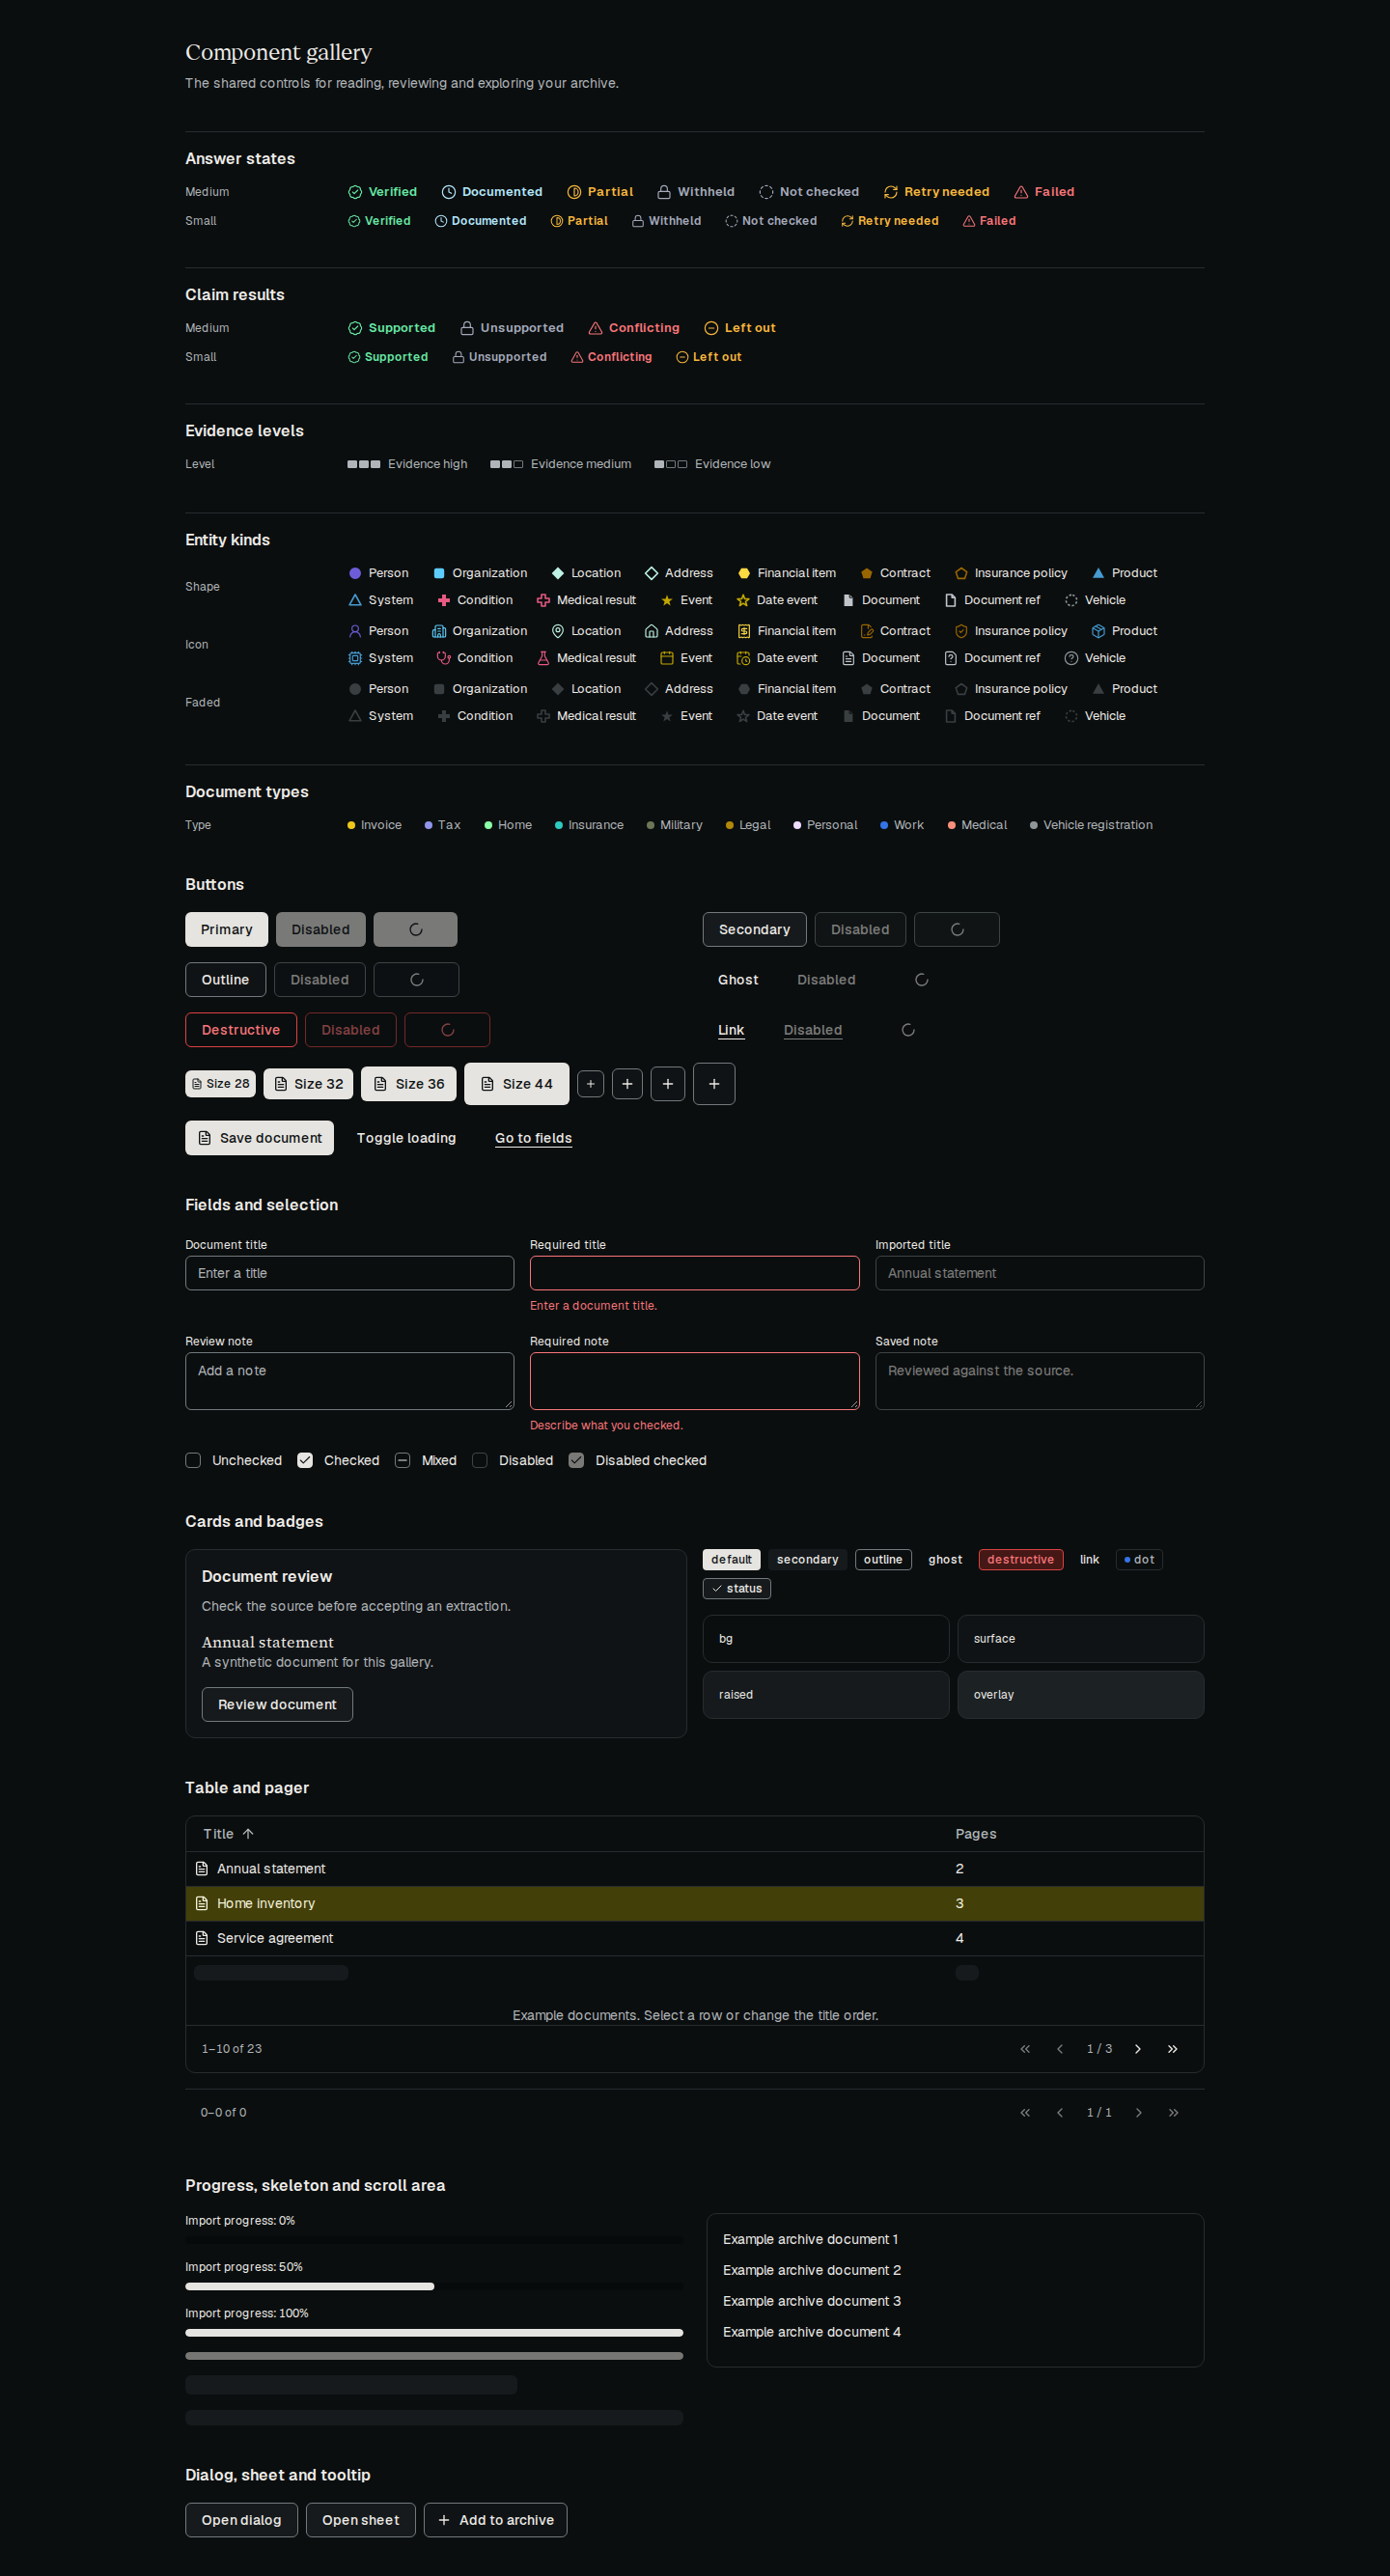 Component gallery
The shared controls for reading, reviewing and exploring your archive.
Answer states
Medium Verified Documented Partial Withheld Not checked Retry needed Failed
Small Verified Documented Partial Withheld Not checked Retry needed Failed
Claim results
Medium Supported Unsupported Conflicting Left out
Small Supported Unsupported Conflicting Left out
Evidence levels
Level Evidence high Evidence medium Evidence low
Entity kinds
Shape
Person Organization Location Address Financial item Contract Insurance policy Product
System Condition Medical result Event Date event Document Document ref Vehicle
Icon
Person Organization Location Address Financial item Contract Insurance policy Product
System Condition Medical result Event Date event Document Document ref Vehicle
Faded
Person Organization Location Address Financial item Contract Insurance policy Product
System Condition Medical result Event Date event Document Document ref Vehicle
Document types
Type Invoice Tax Home Insurance Military Legal Personal Work Medical Vehicle registration
Buttons
Primary Disabled Secondary Disabled
Outline Disabled Ghost Disabled
Destructive Disabled Link Disabled
Size 28 Size 32 Size 36 Size 44
Save document Toggle loading Go to fields
Fields and selection
Document title Required title Imported title
Enter a title Annual statement
Enter a document title.
Review note Required note Saved note
Add a note Reviewed against the source.
Describe what you checked.
Unchecked Checked Mixed Disabled Disabled checked
Cards and badges
Document review
Check the source before accepting an extraction.
Annual statement
A synthetic document for this gallery.
Review document
default secondary outline ghost destructive link dot
status
bg surface
raised overlay
Table and pager
Title Pages
Annual statement 2
Home inventory 3
Service agreement 4
Example documents. Select a row or change the title order.
1–10 of 23 1 / 3
0–0 of 0 1 / 1
Progress, skeleton and scroll area
Import progress: 0%
Import progress: 50%
Import progress: 100%
Example archive document 1
Example archive document 2
Example archive document 3
Example archive document 4
Dialog, sheet and tooltip
Open dialog Open sheet Add to archive